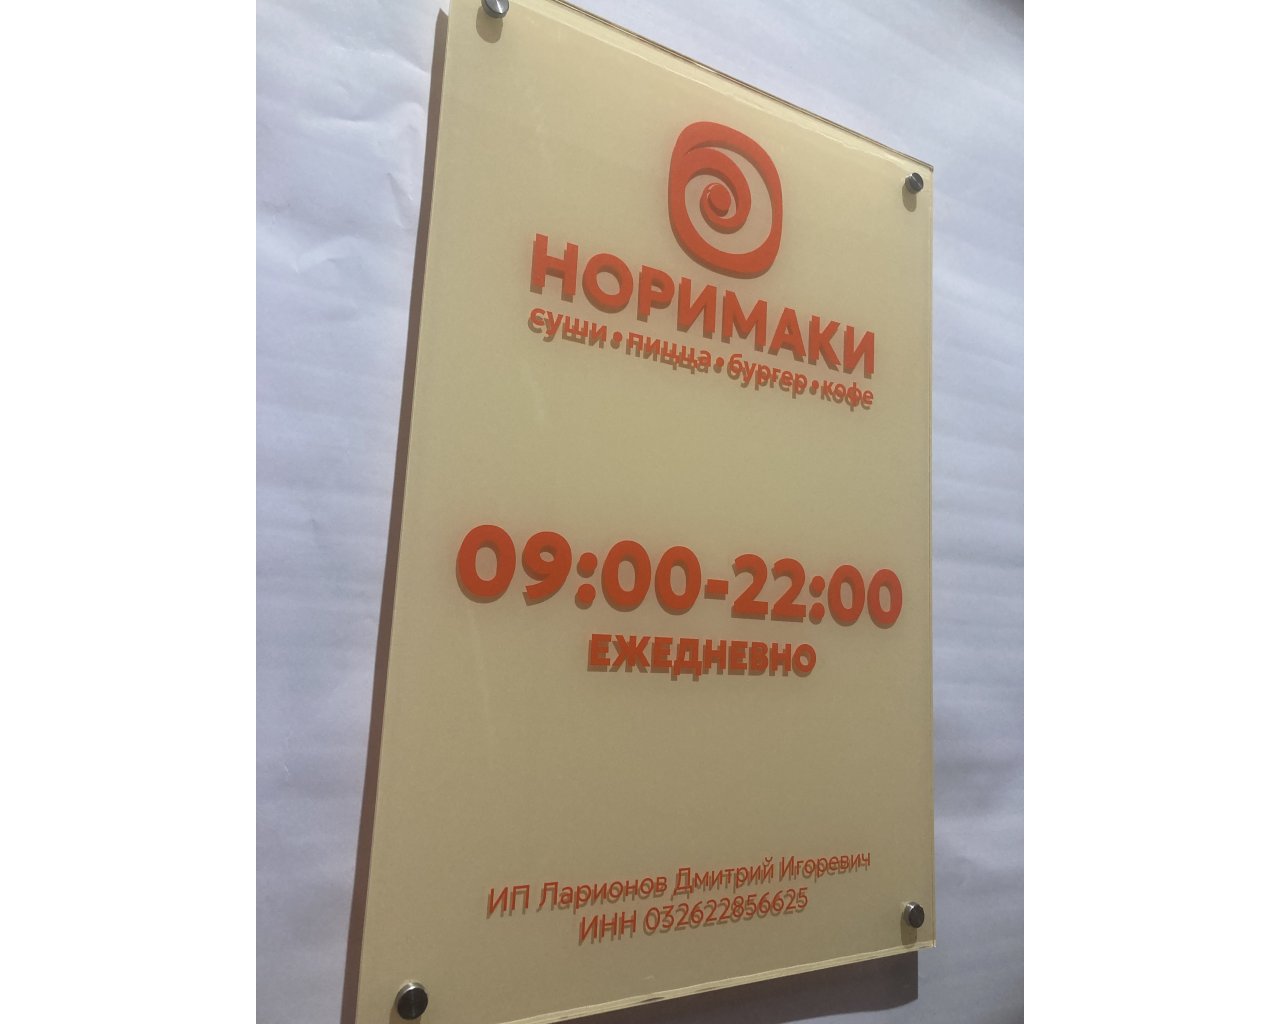 НОРИМАКИ
суши • пицца • бургер • кофе
09:00-22:00
ЕЖЕДНЕВНО
ИП Ларионов Дмитрий Игоревич
ИНН 032622856625